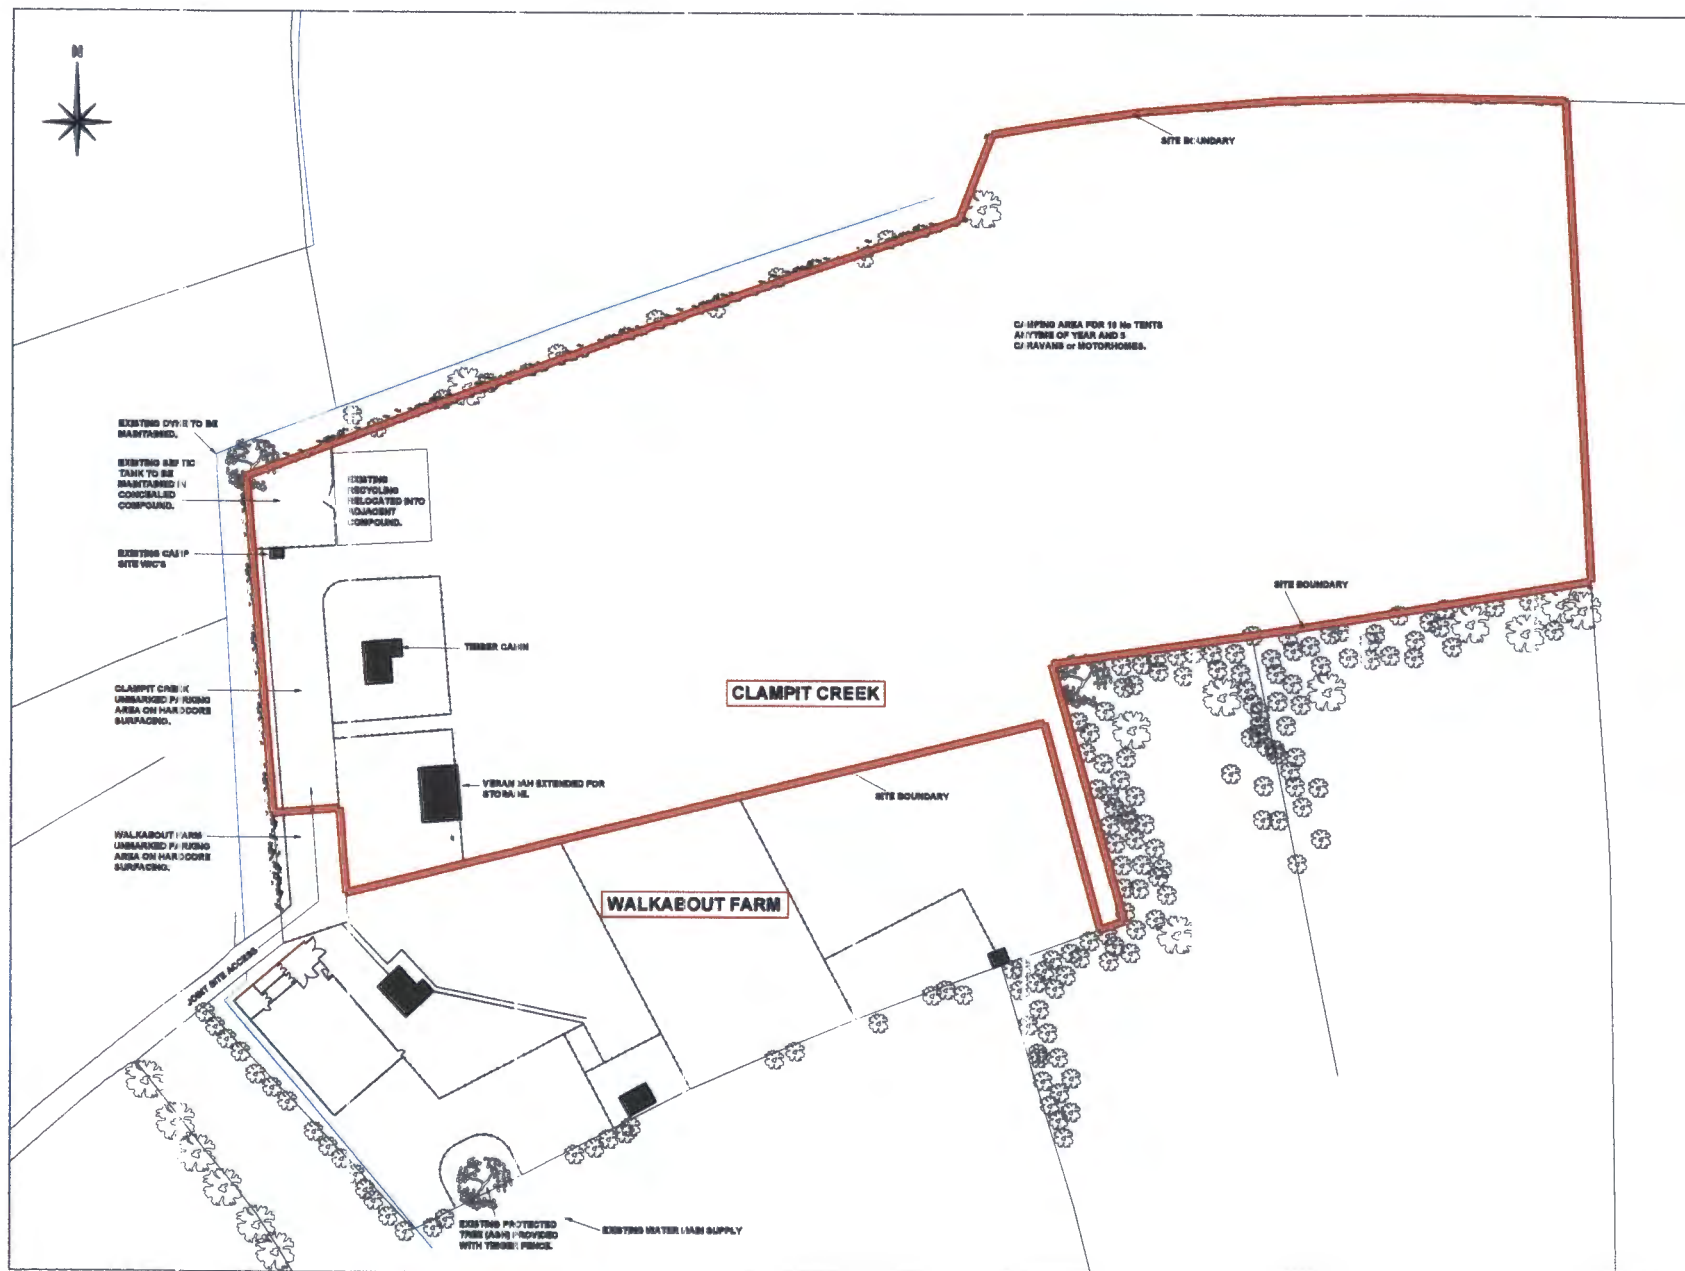 N
SITE BOUNDARY
CAMPING AREA FOR 10 No TENTS
ANYTIME OF YEAR AND 5
CARAVANS or MOTORHOMES.
EXISTING DYKE TO BE
MAINTAINED.
EXISTING SEPTIC
TANK TO BE
MAINTAINED IN
CONCEALED
COMPOUND.
EXISTING
RECYCLING
RELOCATED INTO
ADJACENT
COMPOUND.
EXISTING CAMP
SITE WC'S
SITE BOUNDARY
TIMBER CABIN
CLAMPIT CREEK
UNMARKED PARKING
AREA ON HARDCORE
SURFACING.
CLAMPIT CREEK
VERANDAH EXTENDED FOR
STORAGE.
SITE BOUNDARY
WALKABOUT FARM
UNMARKED PARKING
AREA ON HARDCORE
SURFACING.
WALKABOUT FARM
JOINT SITE ACCESS
EXISTING PROTECTED
TREE (ASH) PROVIDED
WITH TIMBER FENCE.
EXISTING WATER MAIN SUPPLY